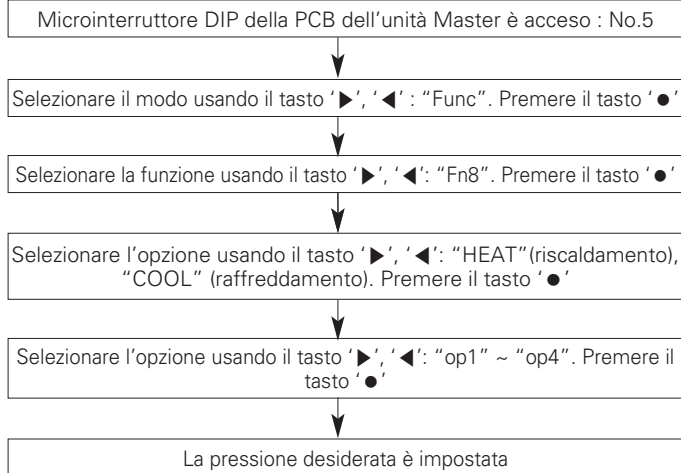 Microinterruttore DIP della PCB dell'unità Master è acceso : No.5
Selezionare il modo usando il tasto ‘▶’, ‘◀’ : “Func”. Premere il tasto ‘●’
Selezionare la funzione usando il tasto ‘▶’, ‘◀’: “Fn8”. Premere il tasto ‘●’
Selezionare l’opzione usando il tasto ‘▶’, ‘◀’: “HEAT”(riscaldamento),
“COOL” (raffreddamento). Premere il tasto ‘●’
Selezionare l’opzione usando il tasto ‘▶’, ‘◀’: “op1” ~ “op4”. Premere il
tasto ‘●’
La pressione desiderata è impostata